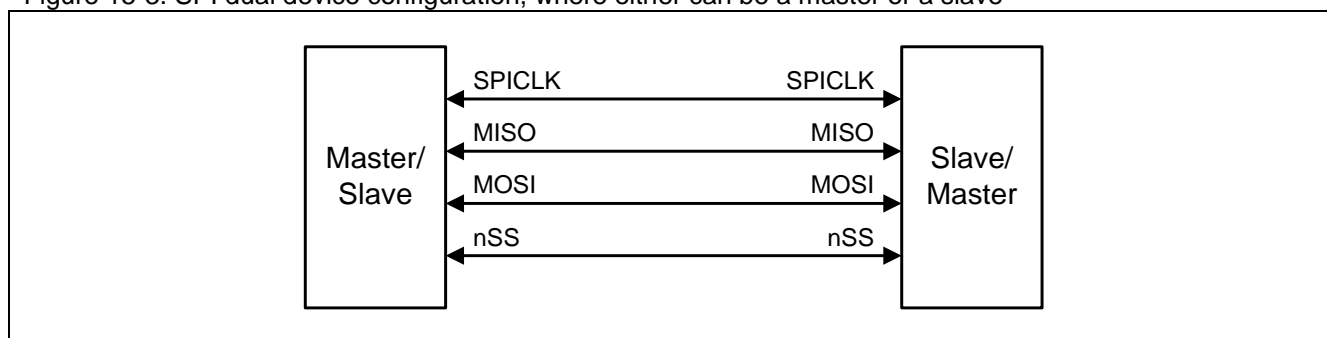 SPI dual device configuration, where either can be a master or a slave
SPICLK SPICLK
MISO MISO
Master/ Slave/
MOSI MOSI
Slave Master
nSS nSS